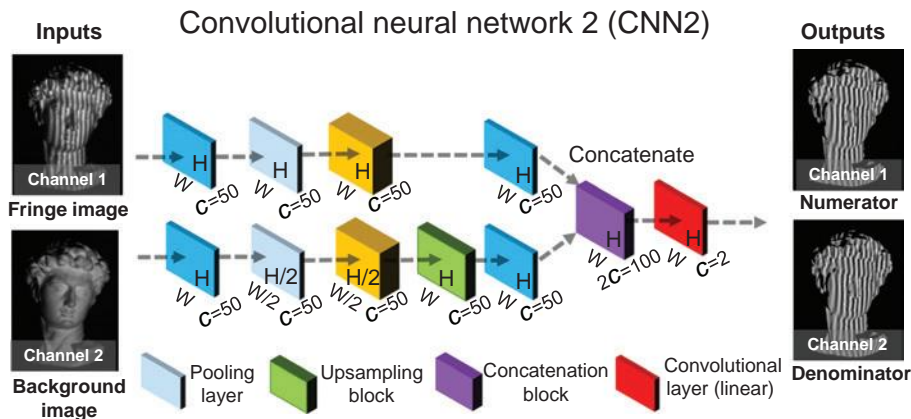 Convolutional neural network 2 (CNN2)
Inputs
Outputs
Channel 1
Fringe image
Channel 2
Background
image
H
W
C=50
H
W
C=50
H
W
C=50
H
W
C=50
H
W
C=50
H/2
W/2
C=50
H/2
W/2
C=50
H
W
C=50
H
W
C=50
Concatenate
H
W
2C=100
H
W
C=2
Channel 1
Numerator
Channel 2
Denominator
Pooling
layer
Upsampling
block
Concatenation
block
Convolutional
layer (linear)